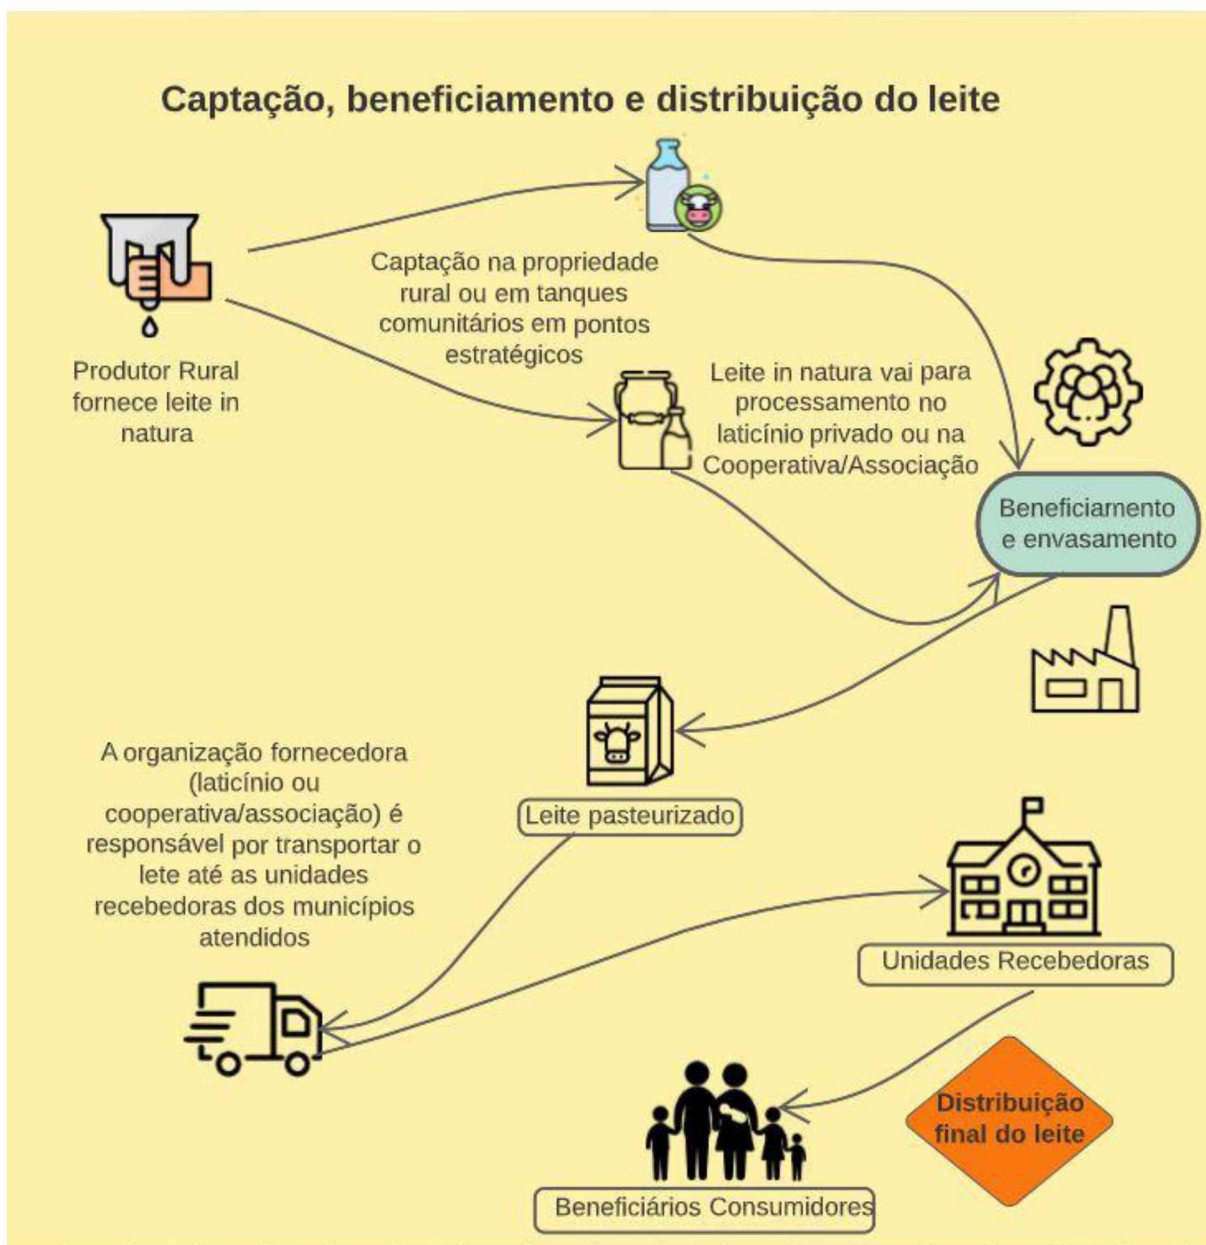 Captação, beneficiamento e distribuição do leite
Captação na propriedade
rural ou em tanques
comunitários em pontos
estratégicos
Produtor Rural
fornece leite in
natura
Leite in natura vai para
processamento no
laticínio privado ou na
Cooperativa/Associação
Beneficiamento
e envasamento
A organização fornecedora
(laticínio ou
cooperativa/associação) é
responsável por transportar o
lete até as unidades
recebedoras dos municípios
atendidos
Leite pasteurizado
Unidades Recebedoras
Distribuição
final do leite
Beneficiários Consumidores